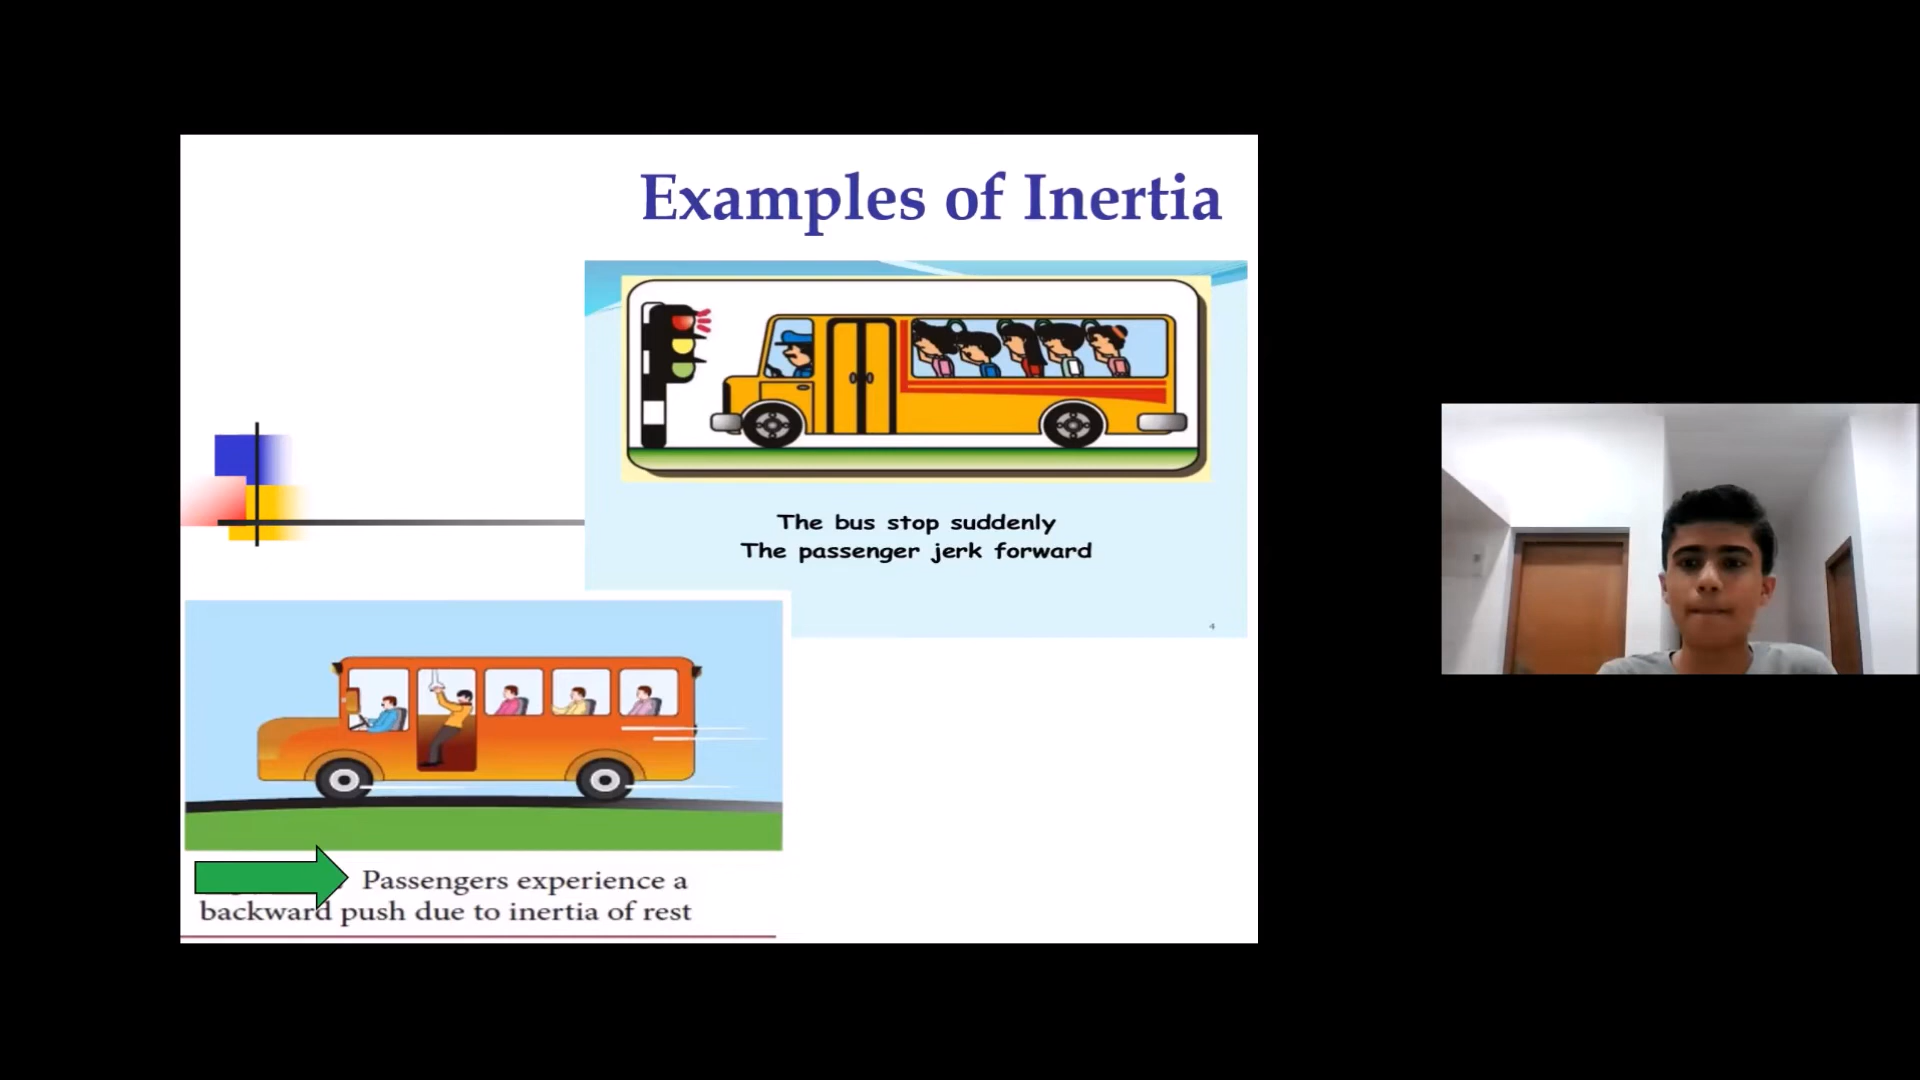 Examples of Inertia
The bus stop suddenly
The passenger jerk forward
4
Passengers experience a
backward push due to inertia of rest